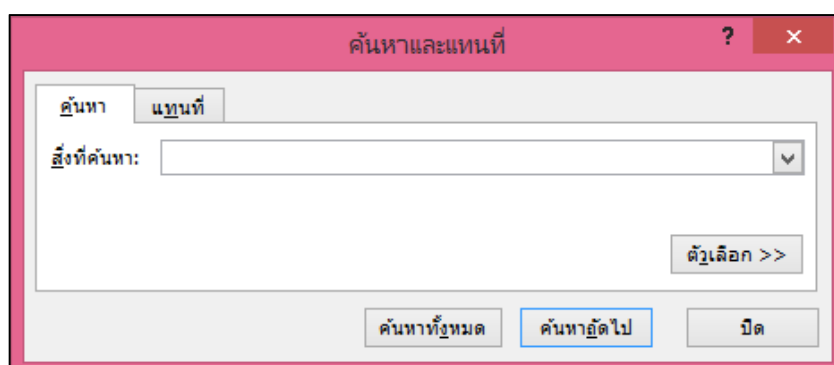 ค้นหาและแทนที่ ? ×
ค้นหา แทนที่
สิ่งที่ค้นหา:
ตัวเลือก >>
ค้นหาทั้งหมด ค้นหาถัดไป ปิด